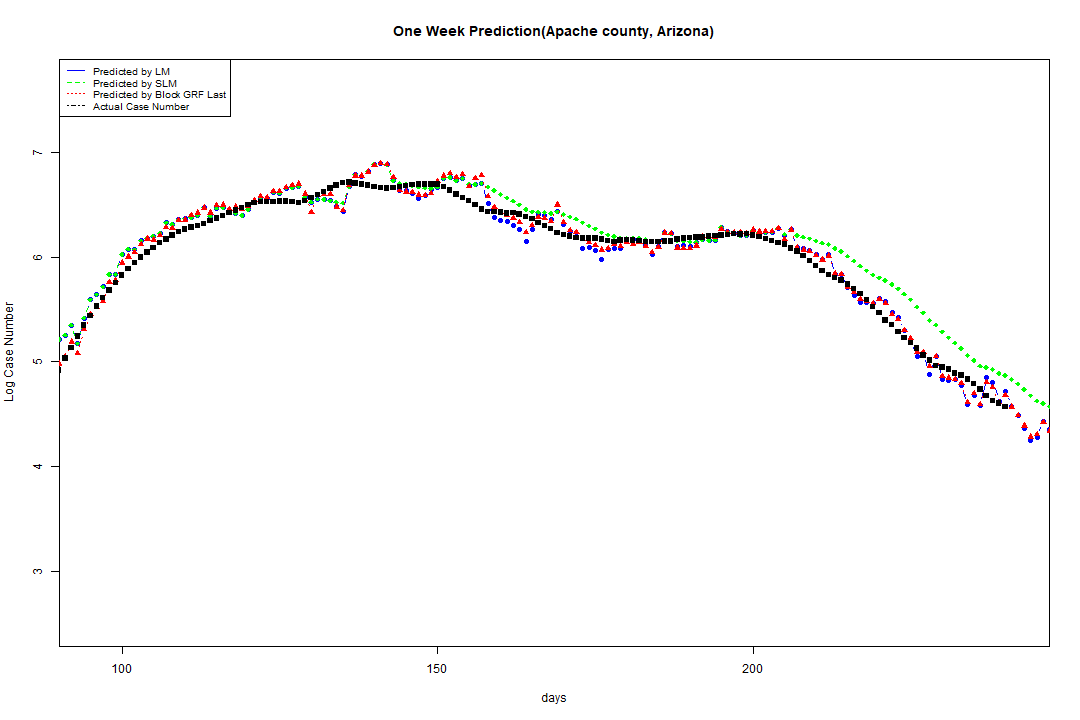 One Week Prediction(Apache county, Arizona)
Predicted by LM
Predicted by SLM
Predicted by Block GRF Last
Actual Case Number
7
6
5
4
3
Log Case Number
100
150
200
days